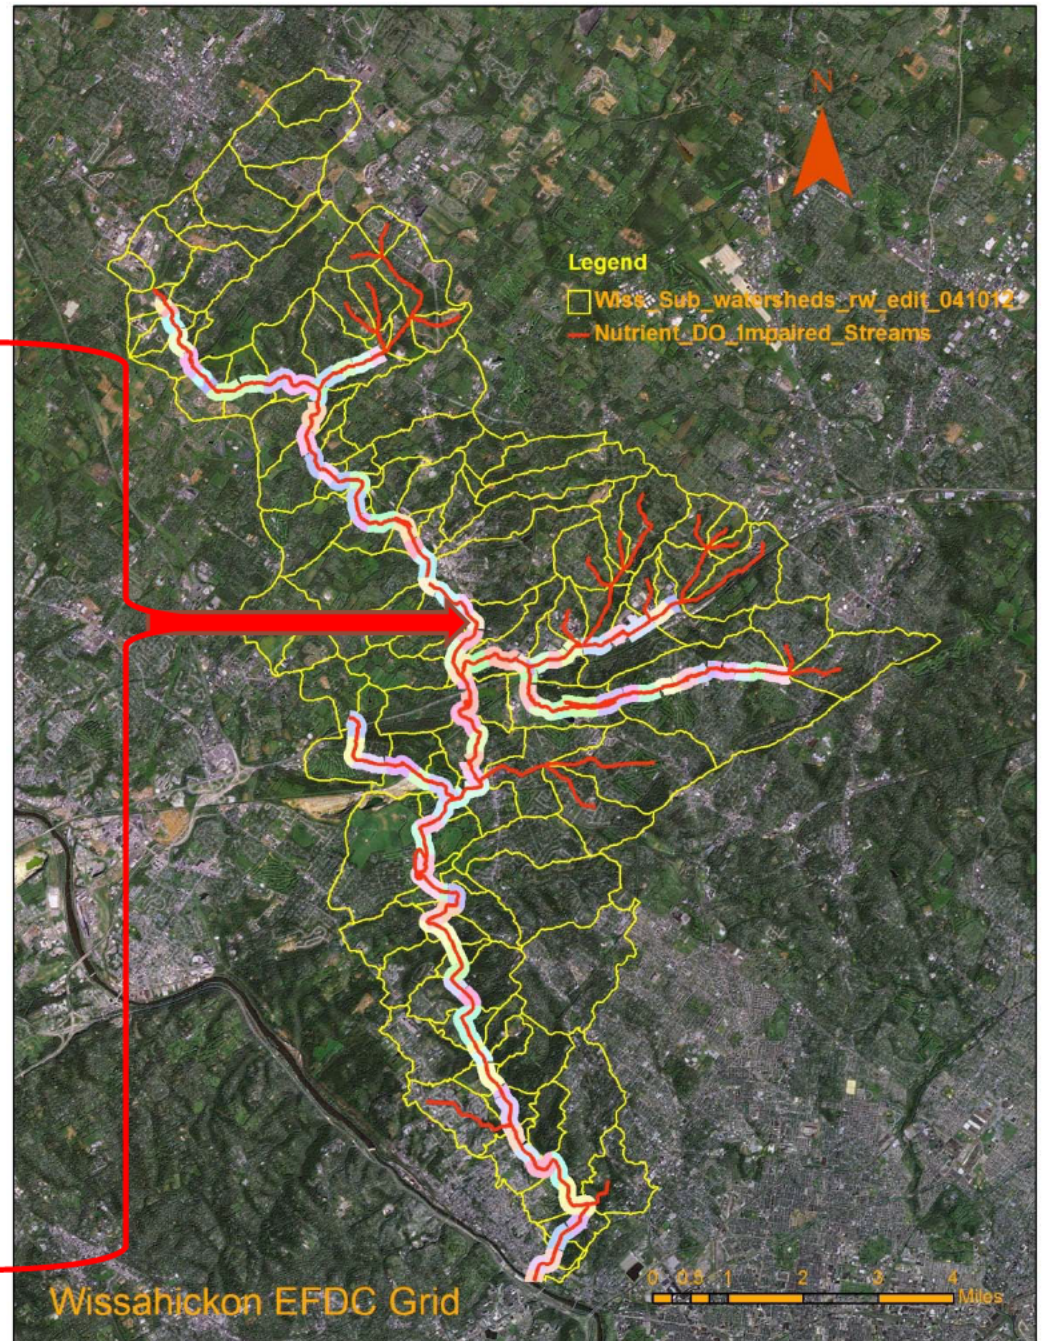 N
Legend
Wiss_Sub_watersheds_rw_edit_041012
Nutrient_DO_Impaired_Streams
0 0.5 1 2 3 4
Miles
Wissahickon EFDC Grid